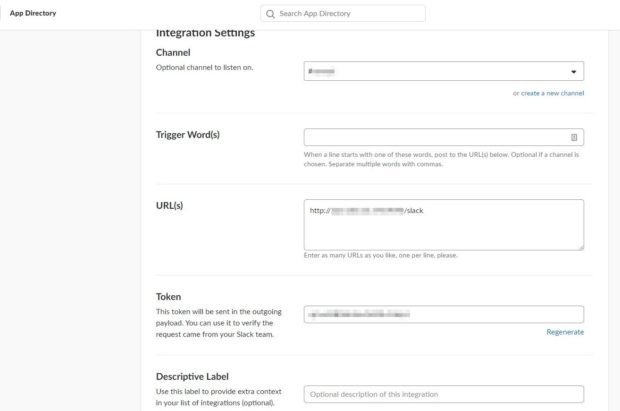 App Directory
Search App Directory
Integration Settings
Channel
Optional channel to listen on.
#
or create a new channel
Trigger Word(s)
When a line starts with one of these words, post to the URL(s) below. Optional if a channel is
chosen. Separate multiple words with commas.
URL(s)
http:// /slack
Enter as many URLs as you like, one per line, please.
Token
This token will be sent in the outgoing
payload. You can use it to verify the
request came from your Slack team.
Regenerate
Descriptive Label
Use this label to provide extra context
in your list of integrations (optional).
Optional description of this integration